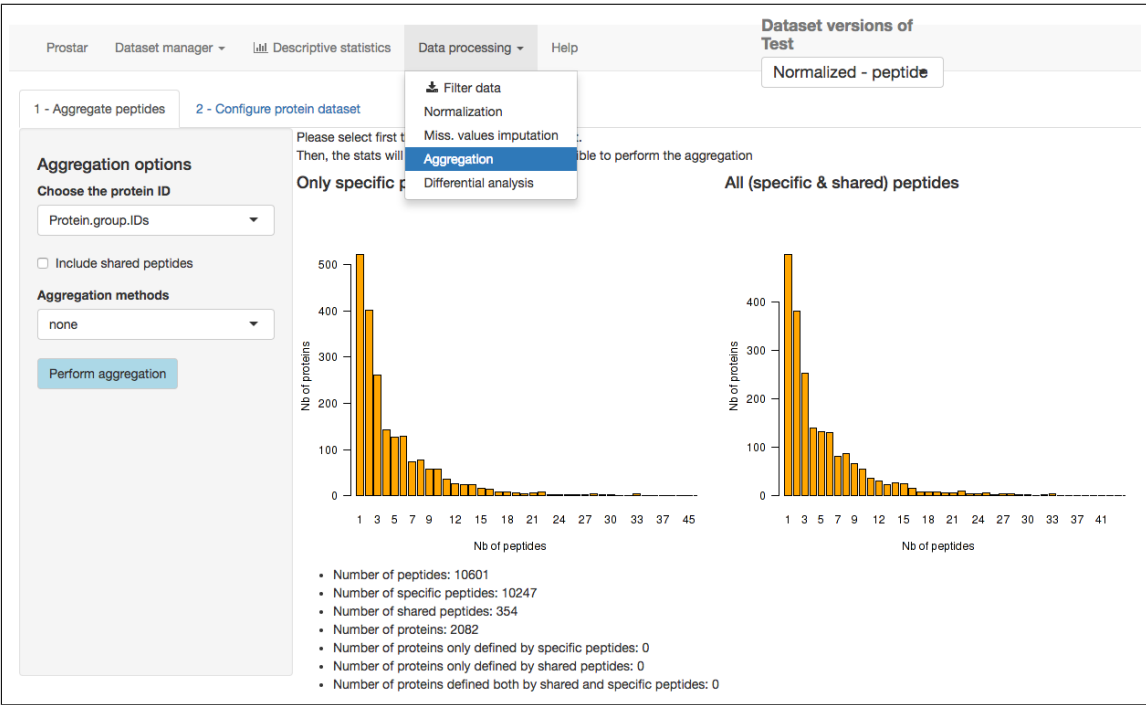 Prostar
Dataset manager
Descriptive statistics
Data processing
Help
Dataset versions of
Test
Normalized - peptide
Filter data
Normalization
Miss. values imputation
Aggregation
Differential analysis
1 - Aggregate peptides
2 - Configure protein dataset
Aggregation options
Choose the protein ID
Protein.group.IDs
Include shared peptides
Aggregation methods
none
Perform aggregation
Please select first t
Then, the stats will ible to perform the aggregation
Only specific p
All (specific & shared) peptides
500
400
300
200
100
0
Nb of proteins
1 3 5 7 9 12 15 18 21 24 27 30 33 37 45
Nb of peptides
400
300
200
100
0
Nb of proteins
1 3 5 7 9 12 15 18 21 24 27 30 33 37 41
Nb of peptides
Number of peptides: 10601
Number of specific peptides: 10247
Number of shared peptides: 354
Number of proteins: 2082
Number of proteins only defined by specific peptides: 0
Number of proteins only defined by shared peptides: 0
Number of proteins defined both by shared and specific peptides: 0